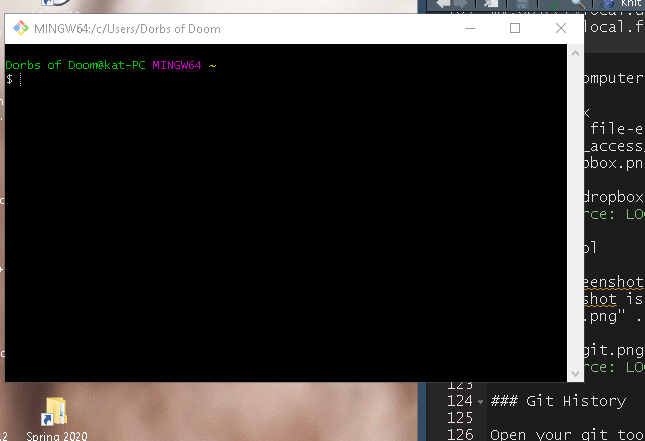 MINGW64:/c/Users/Dorbs of Doom
Dorbs of Doom@kat-PC MINGW64 ~
$
Knit
local.f
omputer
x
file-e
_access_
pbox.pn
dropbox
rce: LO
ol
eenshot
shot is
.png" .
git.png
rce: LO
123
124 ### Git History
125
126 Open your git too
Spring 2020